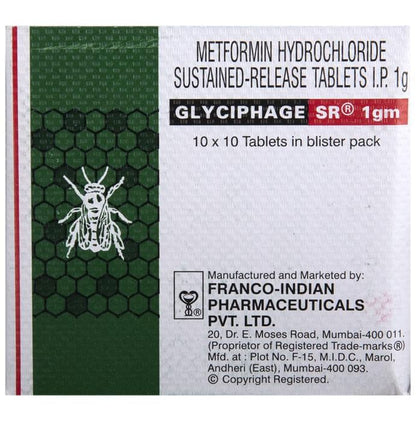 METFORMIN HYDROCHLORIDE
SUSTAINED-RELEASE TABLETS I.P. 1g
GLYCIPHAGE SR® 1gm
10 x 10 Tablets in blister pack
Manufactured and Marketed by:
FRANCO-INDIAN
PHARMACEUTICALS
PVT. LTD.
20, Dr. E. Moses Road, Mumbai-400 011.
(Proprietor of Registered Trade-marks®)
Mfd. at : Plot No. F-15, M.I.D.C., Marol,
Andheri (East), Mumbai-400 093.
© Copyright Registered.
®